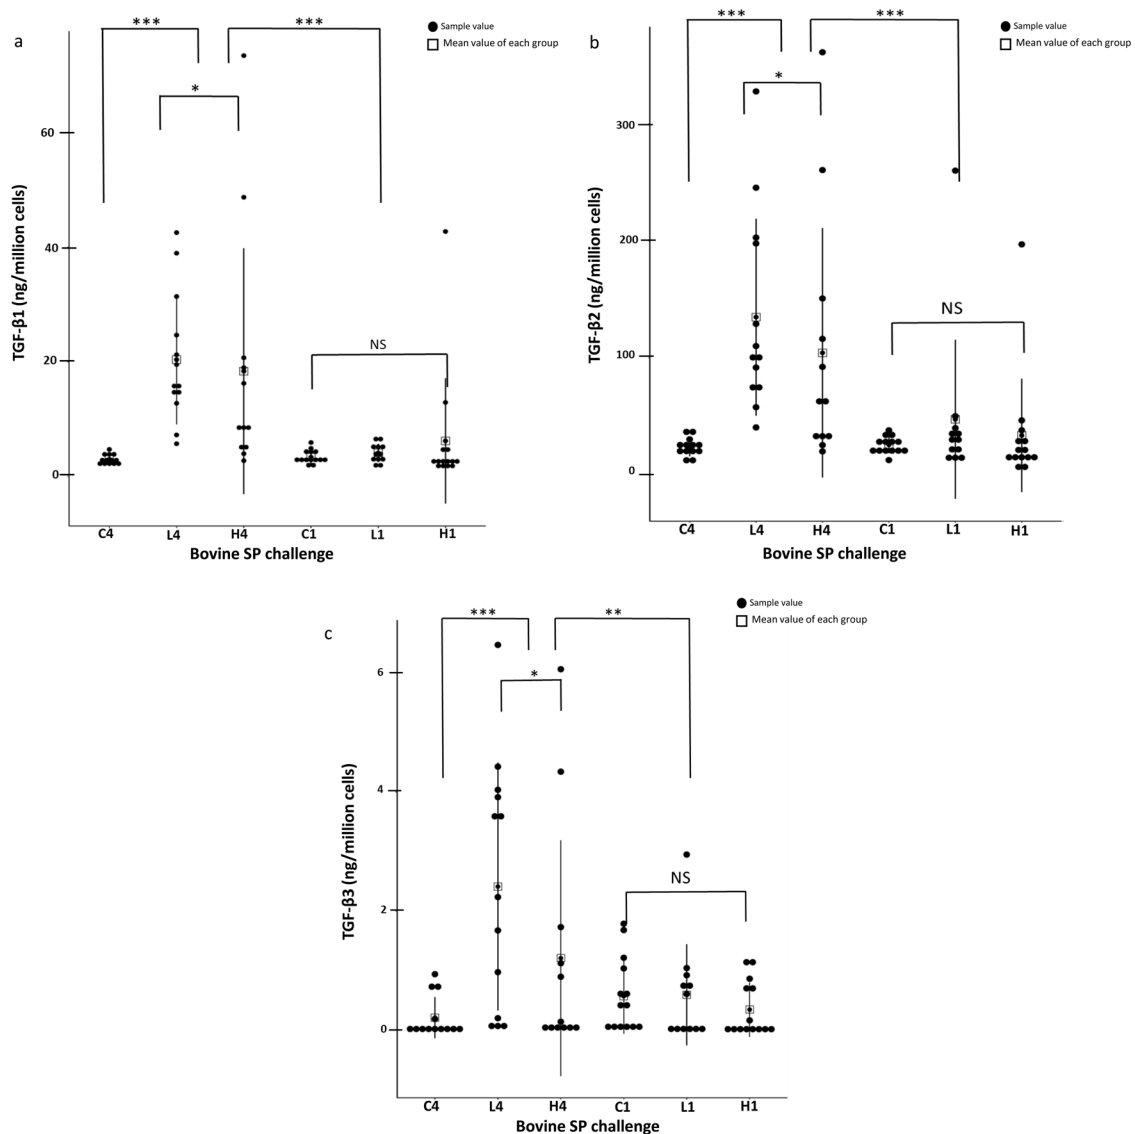 a
***
***
● Sample value
□ Mean value of each group
*
NS
60
40
20
0
TGF-β1 (ng/million cells)
C4 L4 H4 C1 L1 H1
Bovine SP challenge
b
***
***
● Sample value
□ Mean value of each group
*
NS
300
200
100
0
TGF-β2 (ng/million cells)
C4 L4 H4 C1 L1 H1
Bovine SP challenge
c
***
**
● Sample value
□ Mean value of each group
*
NS
6
4
2
0
TGF-β3 (ng/million cells)
C4 L4 H4 C1 L1 H1
Bovine SP challenge